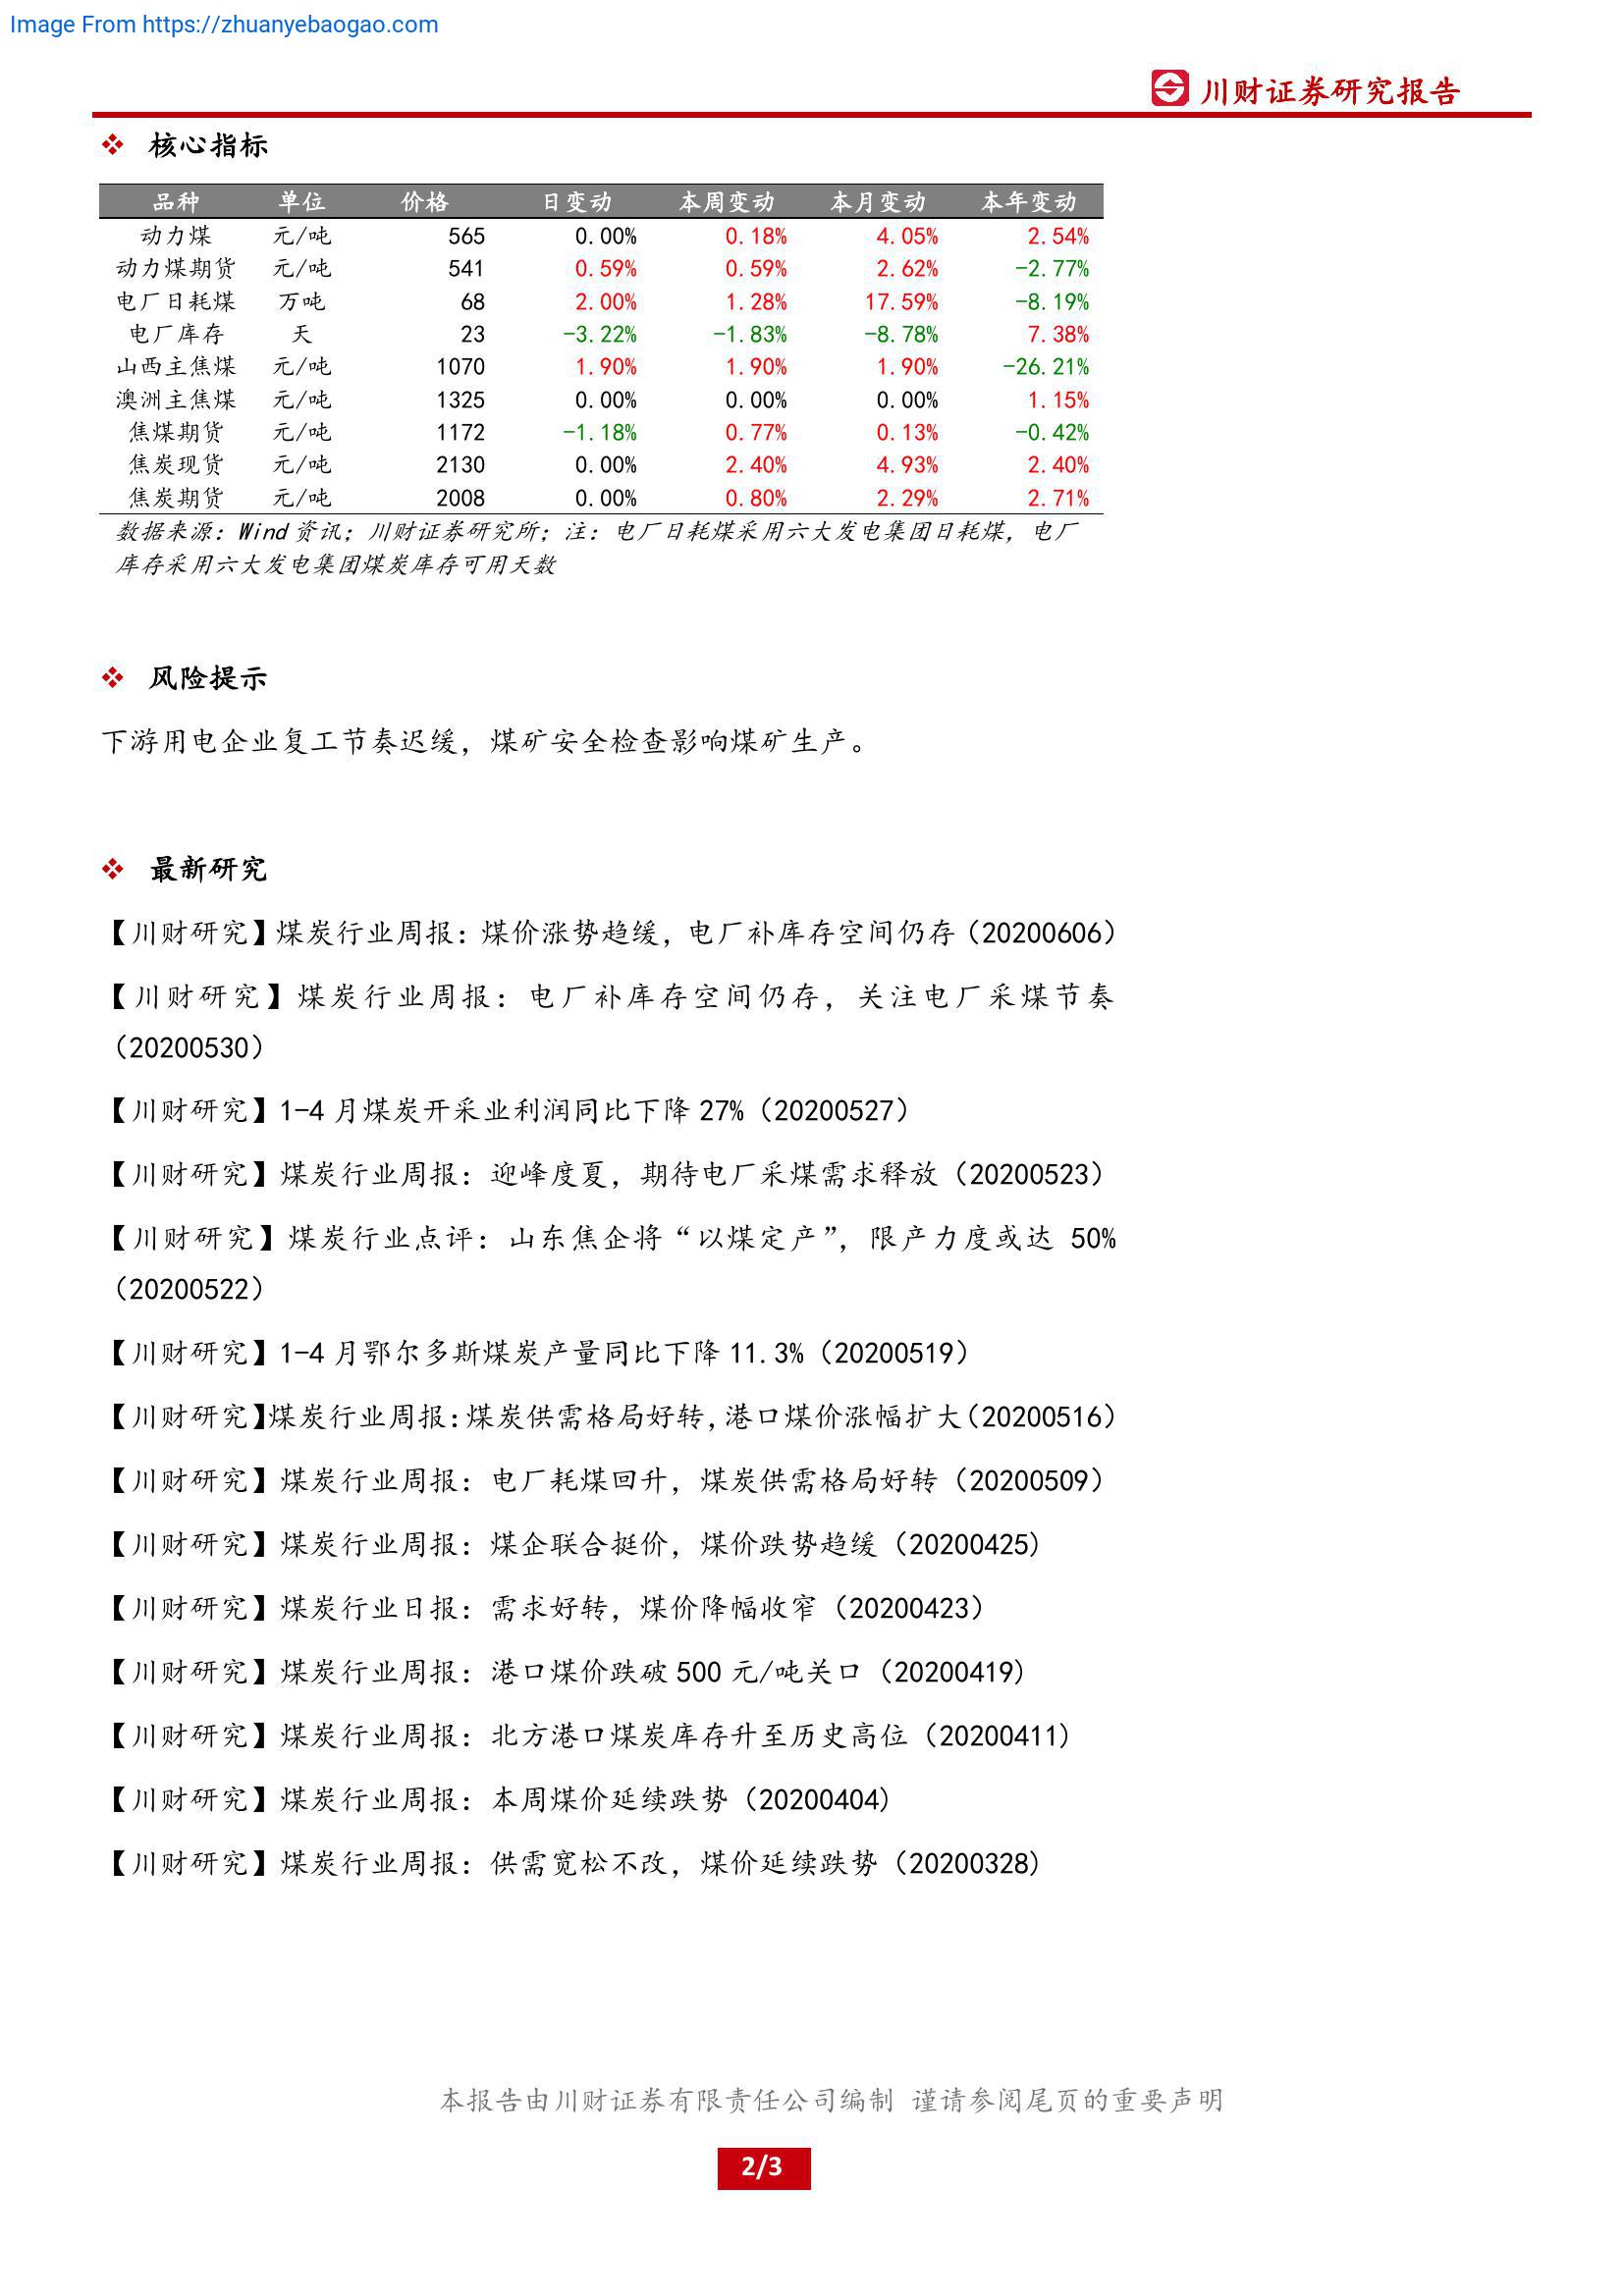 Image From https://zhuanyebaogao.com
川财证券研究报告
核心指标
品种 单位 价格 日变动 本周变动 本月变动 本年变动
动力煤 元/吨 565 0.00% 0.18% 4.05% 2.54%
动力煤期货 元/吨 541 0.59% 0.59% 2.62% -2.77%
电厂日耗煤 万吨 68 2.00% 1.28% 17.59% -8.19%
电厂库存 天 23 -3.22% -1.83% -8.78% 7.38%
山西主焦煤 元/吨 1070 1.90% 1.90% 1.90% -26.21%
澳洲主焦煤 元/吨 1325 0.00% 0.00% 0.00% 1.15%
焦煤期货 元/吨 1172 -1.18% 0.77% 0.13% -0.42%
焦炭现货 元/吨 2130 0.00% 2.40% 4.93% 2.40%
焦炭期货 元/吨 2008 0.00% 0.80% 2.29% 2.71%
数据来源：Wind 资讯；川财证券研究所；注：电厂日耗煤采用六大发电集团日耗煤，电厂
库存采用六大发电集团煤炭库存可用天数
风险提示
下游用电企业复工节奏迟缓，煤矿安全检查影响煤矿生产。
最新研究
【川财研究】煤炭行业周报：煤价涨势趋缓，电厂补库存空间仍存（20200606）
【川财研究】煤炭行业周报：电厂补库存空间仍存，关注电厂采煤节奏
（20200530）
【川财研究】1-4 月煤炭开采业利润同比下降 27%（20200527）
【川财研究】煤炭行业周报：迎峰度夏，期待电厂采煤需求释放（20200523）
【川财研究】煤炭行业点评：山东焦企将“以煤定产”，限产力度或达 50%
（20200522）
【川财研究】1-4 月鄂尔多斯煤炭产量同比下降 11.3%（20200519）
【川财研究】煤炭行业周报：煤炭供需格局好转，港口煤价涨幅扩大（20200516）
【川财研究】煤炭行业周报：电厂耗煤回升，煤炭供需格局好转（20200509）
【川财研究】煤炭行业周报：煤企联合挺价，煤价跌势趋缓（20200425)
【川财研究】煤炭行业日报：需求好转，煤价降幅收窄（20200423）
【川财研究】煤炭行业周报：港口煤价跌破 500 元/吨关口（20200419)
【川财研究】煤炭行业周报：北方港口煤炭库存升至历史高位（20200411)
【川财研究】煤炭行业周报：本周煤价延续跌势（20200404)
【川财研究】煤炭行业周报：供需宽松不改，煤价延续跌势（20200328)
本报告由川财证券有限责任公司编制 谨请参阅尾页的重要声明
2/3